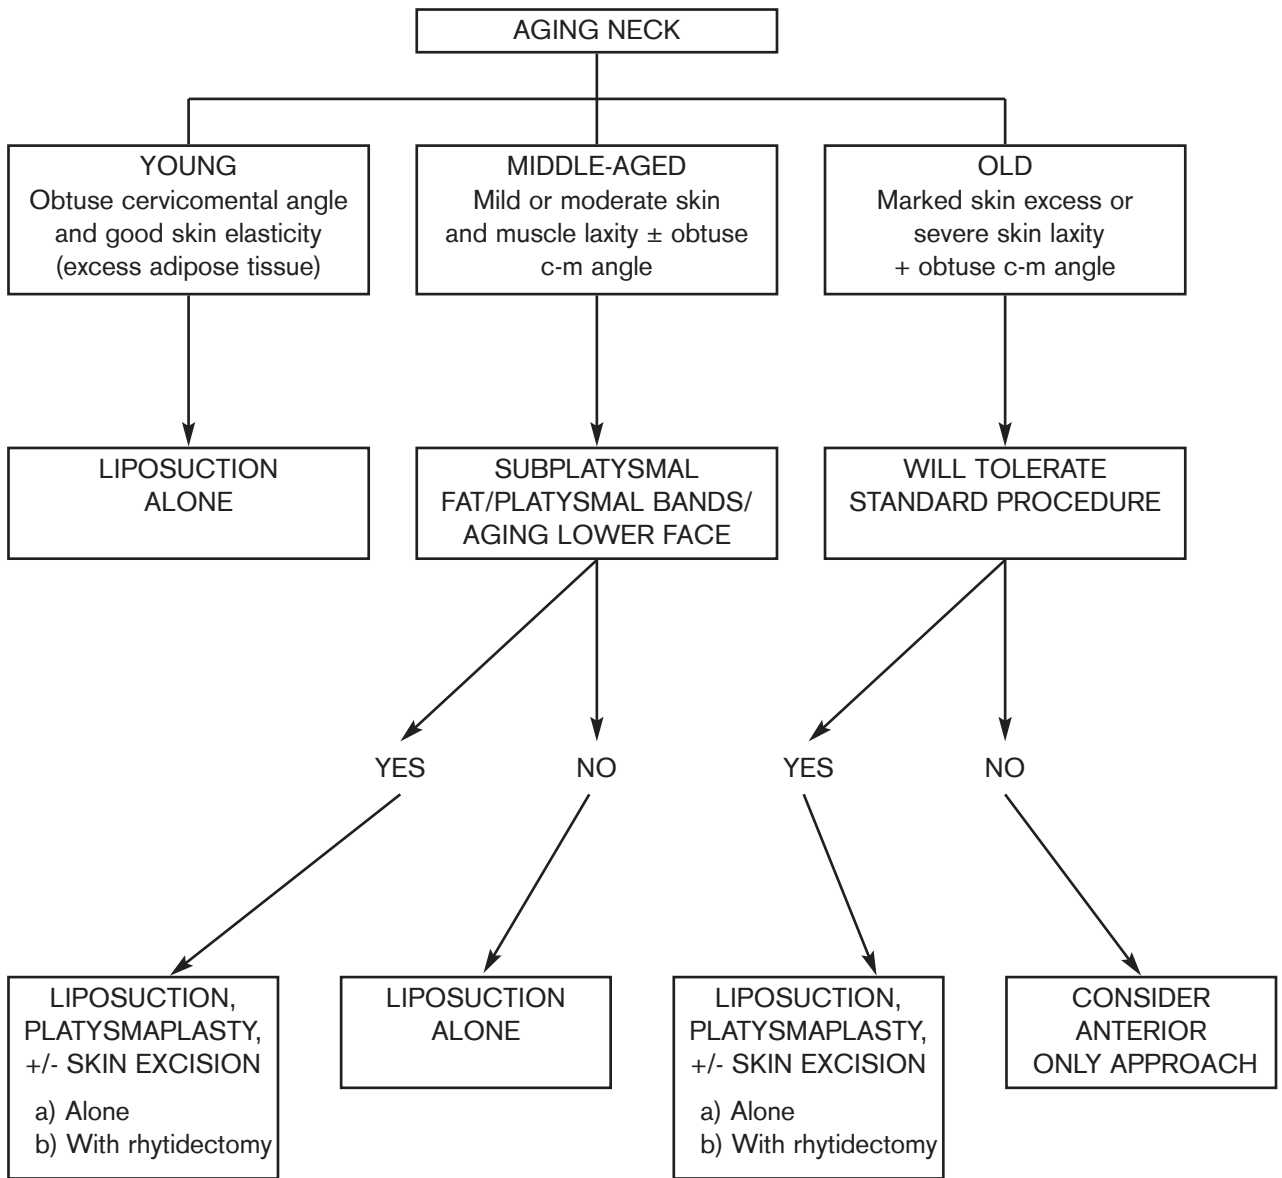 AGING NECK
YOUNG
Obtuse cervicomental angle
and good skin elasticity
(excess adipose tissue)
MIDDLE-AGED
Mild or moderate skin
and muscle laxity ± obtuse
c-m angle
OLD
Marked skin excess or
severe skin laxity
+ obtuse c-m angle
LIPOSUCTION
ALONE
SUBPLATYSMAL
FAT/PLATYSMAL BANDS/
AGING LOWER FACE
WILL TOLERATE
STANDARD PROCEDURE
YES
NO
YES
NO
LIPOSUCTION,
PLATYSMAPLASTY,
+/- SKIN EXCISION
a) Alone
b) With rhytidectomy
LIPOSUCTION
ALONE
LIPOSUCTION,
PLATYSMAPLASTY,
+/- SKIN EXCISION
a) Alone
b) With rhytidectomy
CONSIDER
ANTERIOR
ONLY APPROACH